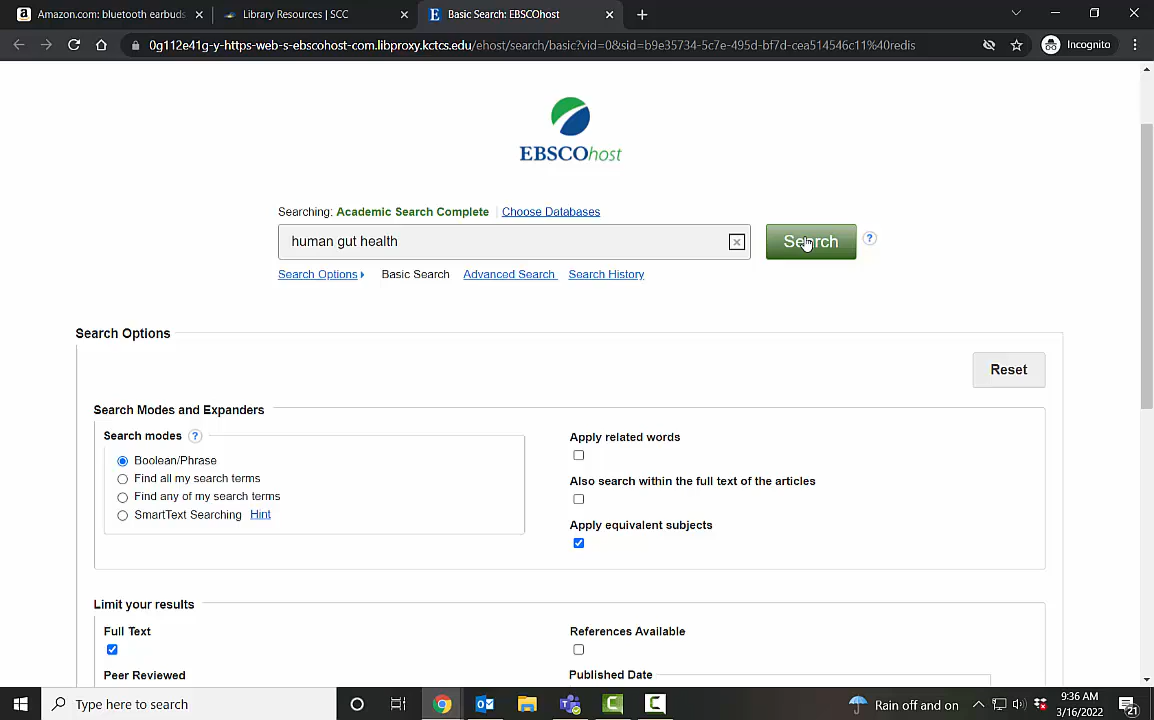 Amazon.com: bluetooth earbuds
Library Resources | SCC
Basic Search: EBSCOhost
0g112e41g-y-https-web-s-ebscohost-com.libproxy.kctcs.edu/ehost/search/basic?vid=0&sid=b9e35734-5c7e-495d-bf7d-cea514546c11%40redis
Incognito
EBSCOhost
Searching: Academic Search Complete | Choose Databases
human gut health
Search
?
Search Options
Basic Search
Advanced Search
Search History
Search Options
Reset
Search Modes and Expanders
Search modes ?
Boolean/Phrase
Find all my search terms
Find any of my search terms
SmartText Searching Hint
Apply related words
Also search within the full text of the articles
Apply equivalent subjects
Limit your results
Full Text
References Available
Peer Reviewed
Published Date
Type here to search
Rain off and on
9:36 AM
3/16/2022
21